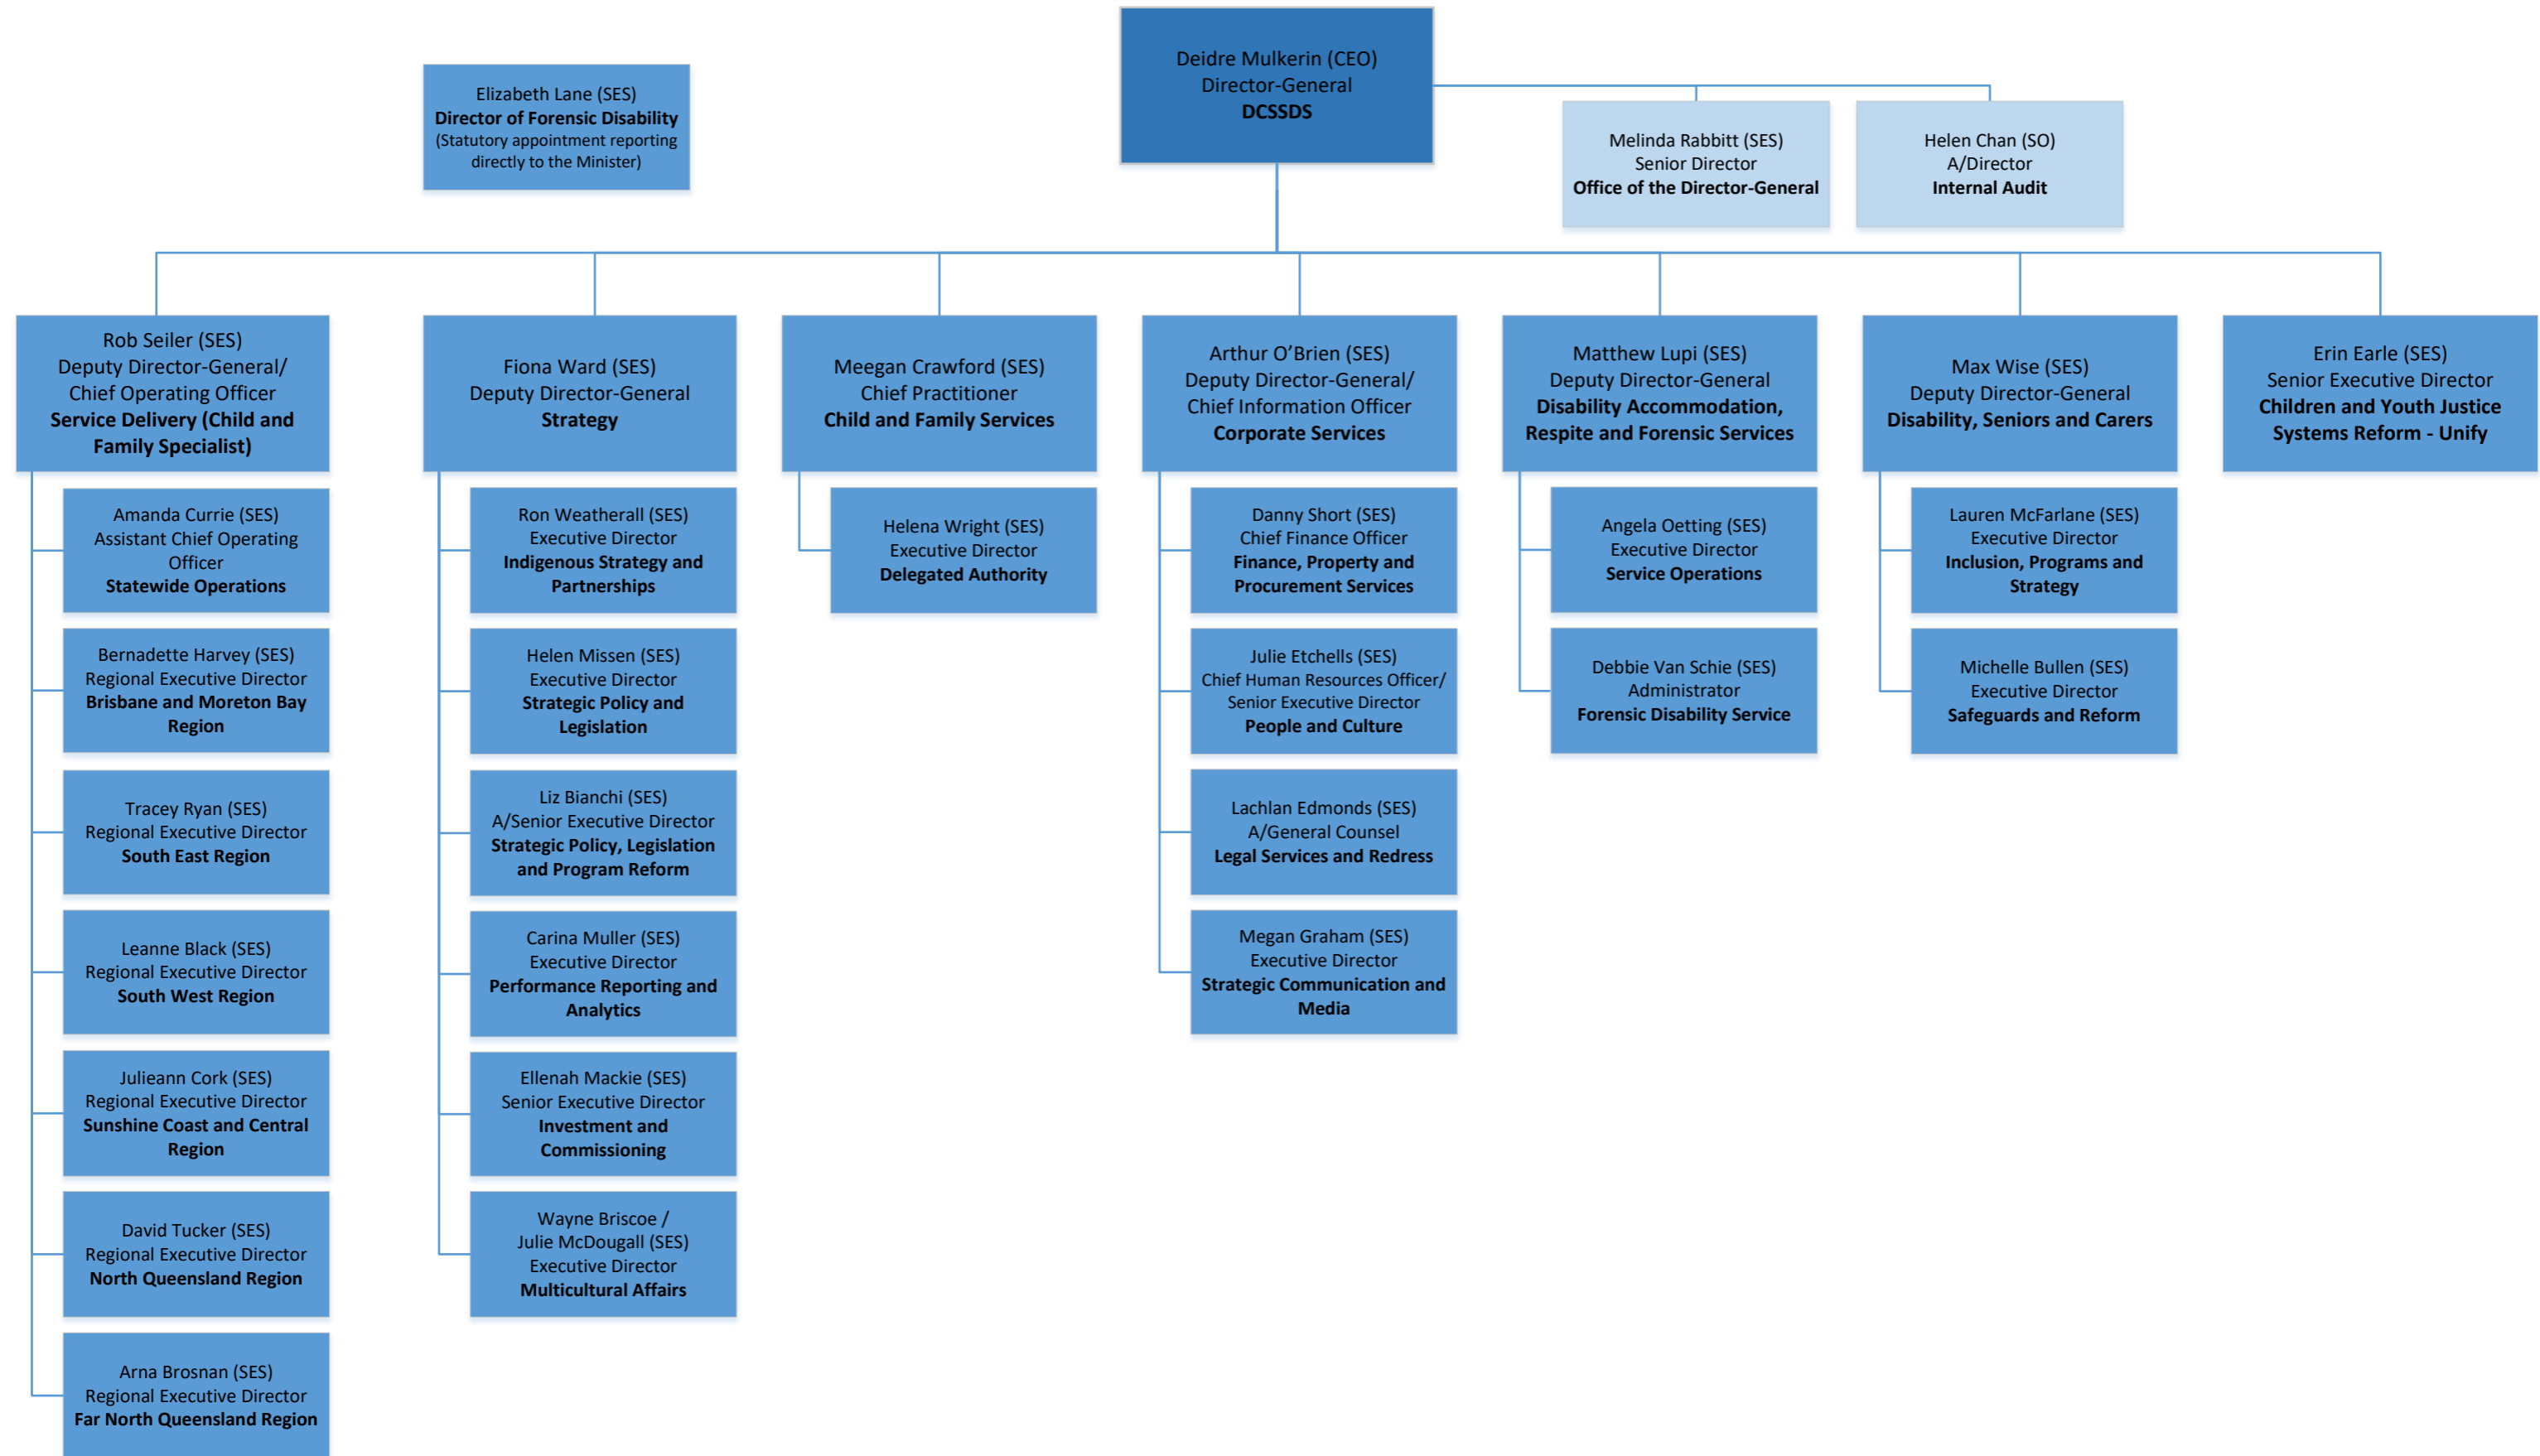 Deidre Mulkerin (CEO)
Director-General
DCSSDS
Elizabeth Lane (SES)
Director of Forensic Disability
(Statutory appointment reporting
directly to the Minister)
Melinda Rabbitt (SES)
Senior Director
Office of the Director-General
Helen Chan (SO)
A/Director
Internal Audit
Rob Seiler (SES)
Deputy Director-General/
Chief Operating Officer
Service Delivery (Child and
Family Specialist)
Amanda Currie (SES)
Assistant Chief Operating
Officer
Statewide Operations
Bernadette Harvey (SES)
Regional Executive Director
Brisbane and Moreton Bay
Region
Tracey Ryan (SES)
Regional Executive Director
South East Region
Leanne Black (SES)
Regional Executive Director
South West Region
Julieann Cork (SES)
Regional Executive Director
Sunshine Coast and Central
Region
David Tucker (SES)
Regional Executive Director
North Queensland Region
Arna Brosnan (SES)
Regional Executive Director
Far North Queensland Region
Fiona Ward (SES)
Deputy Director-General
Strategy
Ron Weatherall (SES)
Executive Director
Indigenous Strategy and
Partnerships
Helen Missen (SES)
Executive Director
Strategic Policy and
Legislation
Liz Bianchi (SES)
A/Senior Executive Director
Strategic Policy, Legislation
and Program Reform
Carina Muller (SES)
Executive Director
Performance Reporting and
Analytics
Ellenah Mackie (SES)
Senior Executive Director
Investment and
Commissioning
Wayne Briscoe /
Julie McDougall (SES)
Executive Director
Multicultural Affairs
Meegan Crawford (SES)
Chief Practitioner
Child and Family Services
Helena Wright (SES)
Executive Director
Delegated Authority
Arthur O’Brien (SES)
Deputy Director-General/
Chief Information Officer
Corporate Services
Danny Short (SES)
Chief Finance Officer
Finance, Property and
Procurement Services
Julie Etchells (SES)
Chief Human Resources Officer/
Senior Executive Director
People and Culture
Lachlan Edmonds (SES)
A/General Counsel
Legal Services and Redress
Megan Graham (SES)
Executive Director
Strategic Communication and
Media
Matthew Lupi (SES)
Deputy Director-General
Disability Accommodation,
Respite and Forensic Services
Angela Oetting (SES)
Executive Director
Service Operations
Debbie Van Schie (SES)
Administrator
Forensic Disability Service
Max Wise (SES)
Deputy Director-General
Disability, Seniors and Carers
Lauren McFarlane (SES)
Executive Director
Inclusion, Programs and
Strategy
Michelle Bullen (SES)
Executive Director
Safeguards and Reform
Erin Earle (SES)
Senior Executive Director
Children and Youth Justice
Systems Reform - Unify